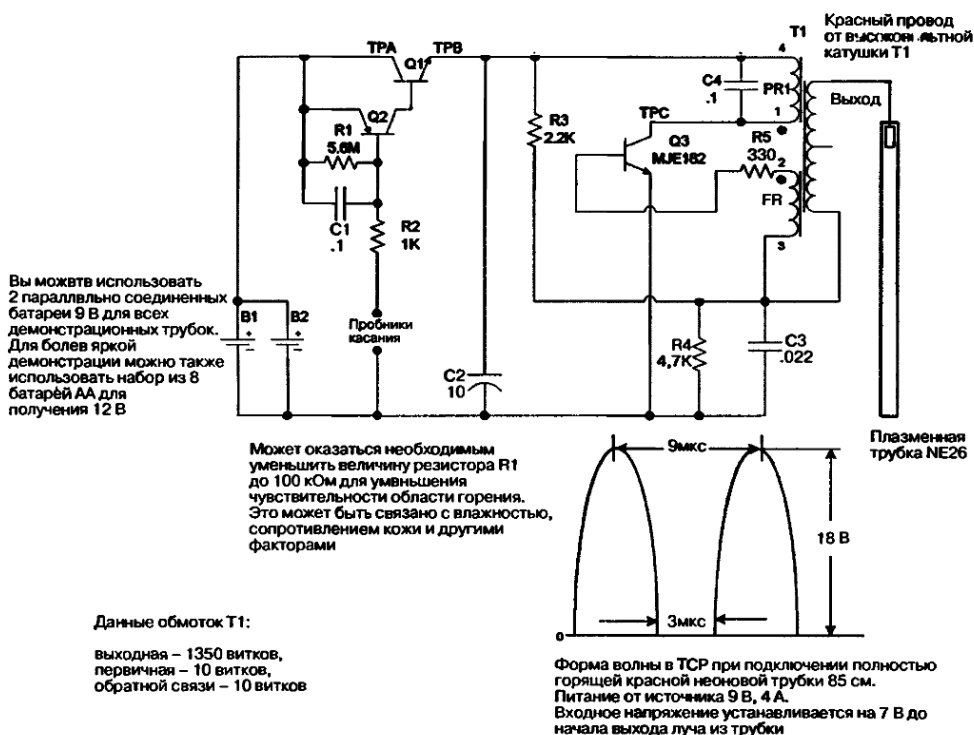 Красный провод
от высоковольтной
катушки T1
T1
TPA
TPB
Q1
4
C4
.1
PR1
Выход
1
TPC
Q2
R1
5.6M
R3
2.2K
Q3
MJE182
R5
330
2
FR
3
C1
.1
R2
1K
Вы можвтв использовать
2 параллвльно соединенных
батареи 9 В для всех
демонстрационных трубок.
Для болев яркой
демонстрации можно также
использовать набор из 8
батарей АА для
получения 12 В
B1
+
B2
+
Пробники
касания
C2
10
R4
4,7K
C3
.022
Плазменная
трубка NE26
Может оказаться необходимым
уменьшить величину резистора R1
до 100 кОм для умвньшения
чувствительности области горения.
Это может быть связано с влажностью,
сопротивлением кожи и другими
факторами
9мкс
18 В
3мкс
0
Данные обмоток T1:
выходная – 1350 витков,
первичная – 10 витков,
обратной связи – 10 витков
Форма волны в TCP при подключении полностью
горящей красной неоновой трубки 85 см.
Питание от источника 9 В, 4 А.
Входное напряжение устанавливается на 7 В до
начала выхода луча из трубки